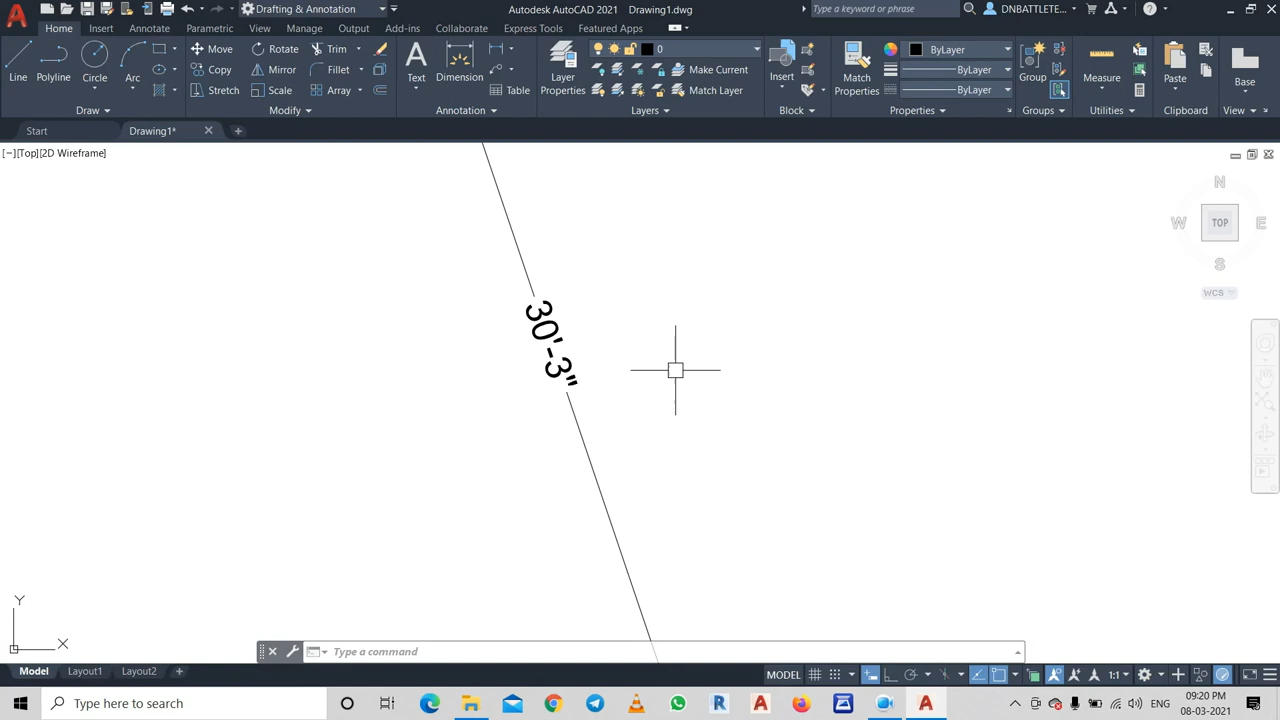 Drafting & Annotation
Autodesk AutoCAD 2021 Drawing1.dwg
Type a keyword or phrase
DNBATTLETE...
Home Insert Annotate Parametric View Manage Output Add-ins Collaborate Express Tools Featured Apps
Line Polyline Circle Arc
Move Rotate Trim
Copy Mirror Fillet
Stretch Scale Array
Text Dimension
Table
Layer Properties
0
Make Current
Match Layer
Insert
Match Properties
ByLayer
ByLayer
ByLayer
Group
Measure
Paste
Base
Draw Modify Annotation Layers Block Properties Groups Utilities Clipboard View
Start Drawing1*
[−][Top][2D Wireframe]
N
W TOP E
S
WCS
30'-3"
Y
X
Type a command
Model Layout1 Layout2
MODEL 1:1
Type here to search
ENG
09:20 PM
08-03-2021